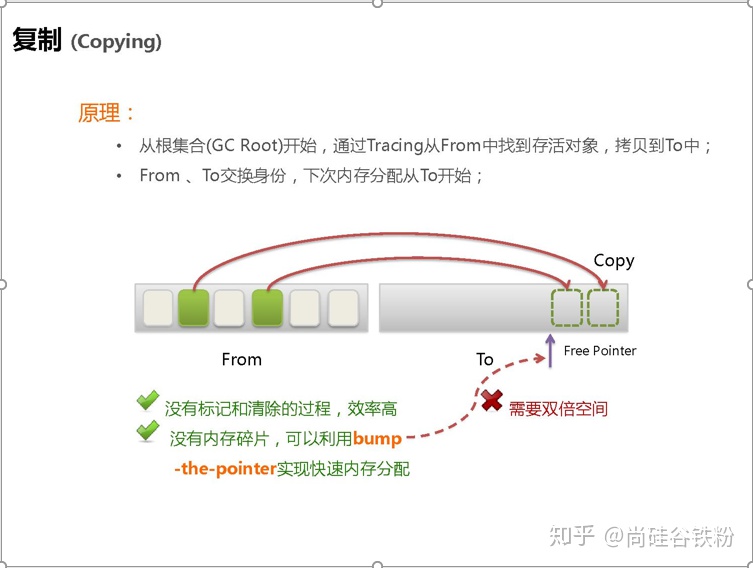 复制 (Copying)
原理：
• 从根集合(GC Root)开始，通过Tracing从From中找到存活对象，拷贝到To中；
• From 、To交换身份，下次内存分配从To开始；
Copy
From
To
Free Pointer
没有标记和清除的过程，效率高
需要双倍空间
没有内存碎片，可以利用bump
-the-pointer实现快速内存分配
知乎 @尚硅谷铁粉